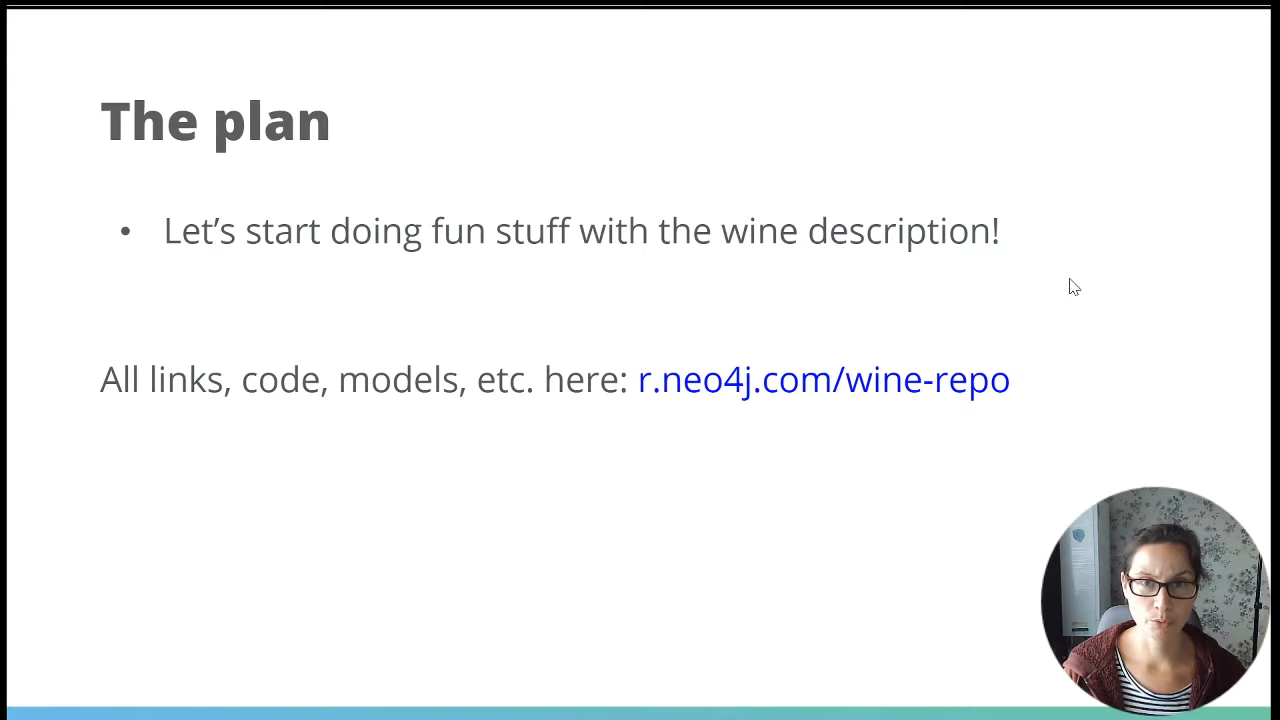 The plan
• Let’s start doing fun stuff with the wine description!
All links, code, models, etc. here: r.neo4j.com/wine-repo